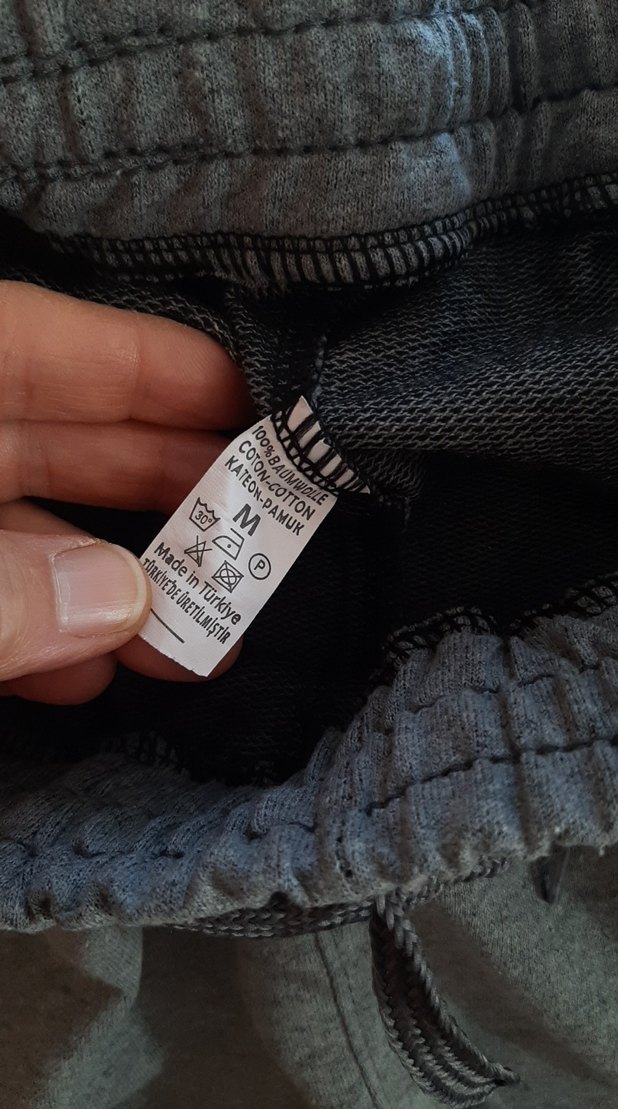 100% BAUMWOLLE
COTON-COTTON
KATEON-PAMUK
M
30°
P
Made in Türkiye
TÜRKİYE'DE ÜRETİLMİŞTİR